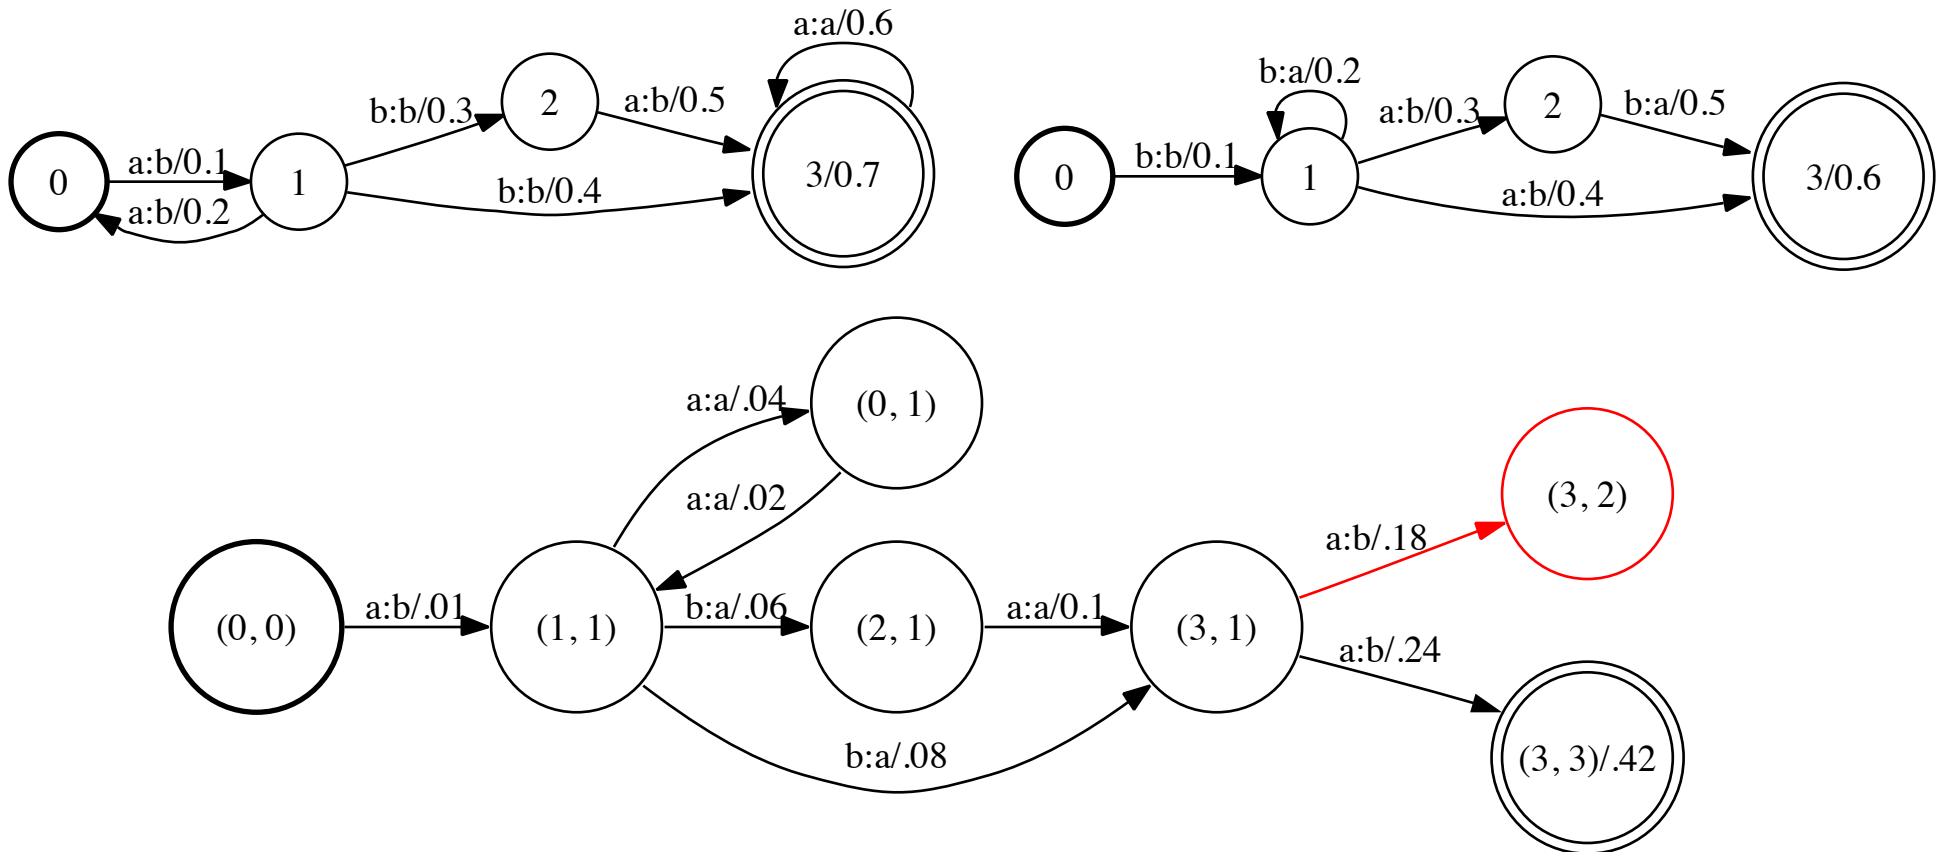 a:a/0.6
b:b/0.3
2
a:b/0.5
0
a:b/0.1
1
a:b/0.2
b:b/0.4
3/0.7
b:a/0.2
a:b/0.3
2
b:a/0.5
0
b:b/0.1
1
a:b/0.4
3/0.6
a:a/.04
(0, 1)
a:a/.02
(0, 0)
a:b/.01
(1, 1)
b:a/.06
(2, 1)
a:a/0.1
(3, 1)
b:a/.08
a:b/.18
(3, 2)
a:b/.24
(3, 3)/.42